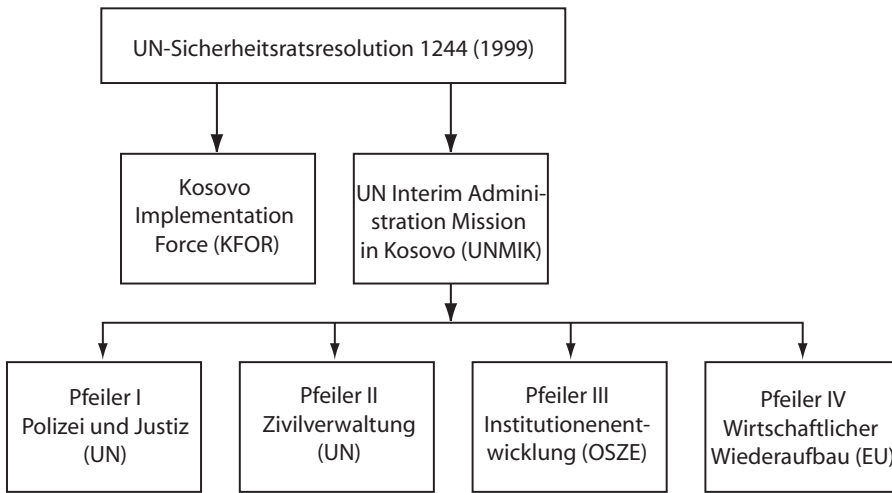 UN-Sicherheitsratsresolution 1244 (1999)
Kosovo
Implementation
Force (KFOR)
UN Interim Admini-
stration Mission
in Kosovo (UNMIK)
Pfeiler I
Polizei und Justiz
(UN)
Pfeiler II
Zivilverwaltung
(UN)
Pfeiler III
Institutionenent-
wicklung (OSZE)
Pfeiler IV
Wirtschaftlicher
Wiederaufbau (EU)